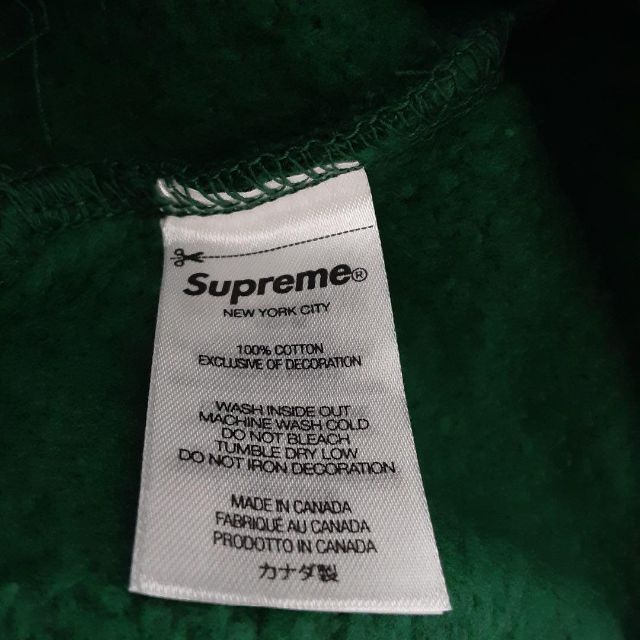 Supreme®
NEW YORK CITY
100% COTTON
EXCLUSIVE OF DECORATION
WASH INSIDE OUT
MACHINE WASH COLD
DO NOT BLEACH
TUMBLE DRY LOW
DO NOT IRON DECORATION
MADE IN CANADA
FABRIQUÉ AU CANADA
PRODOTTO IN CANADA
カナダ製